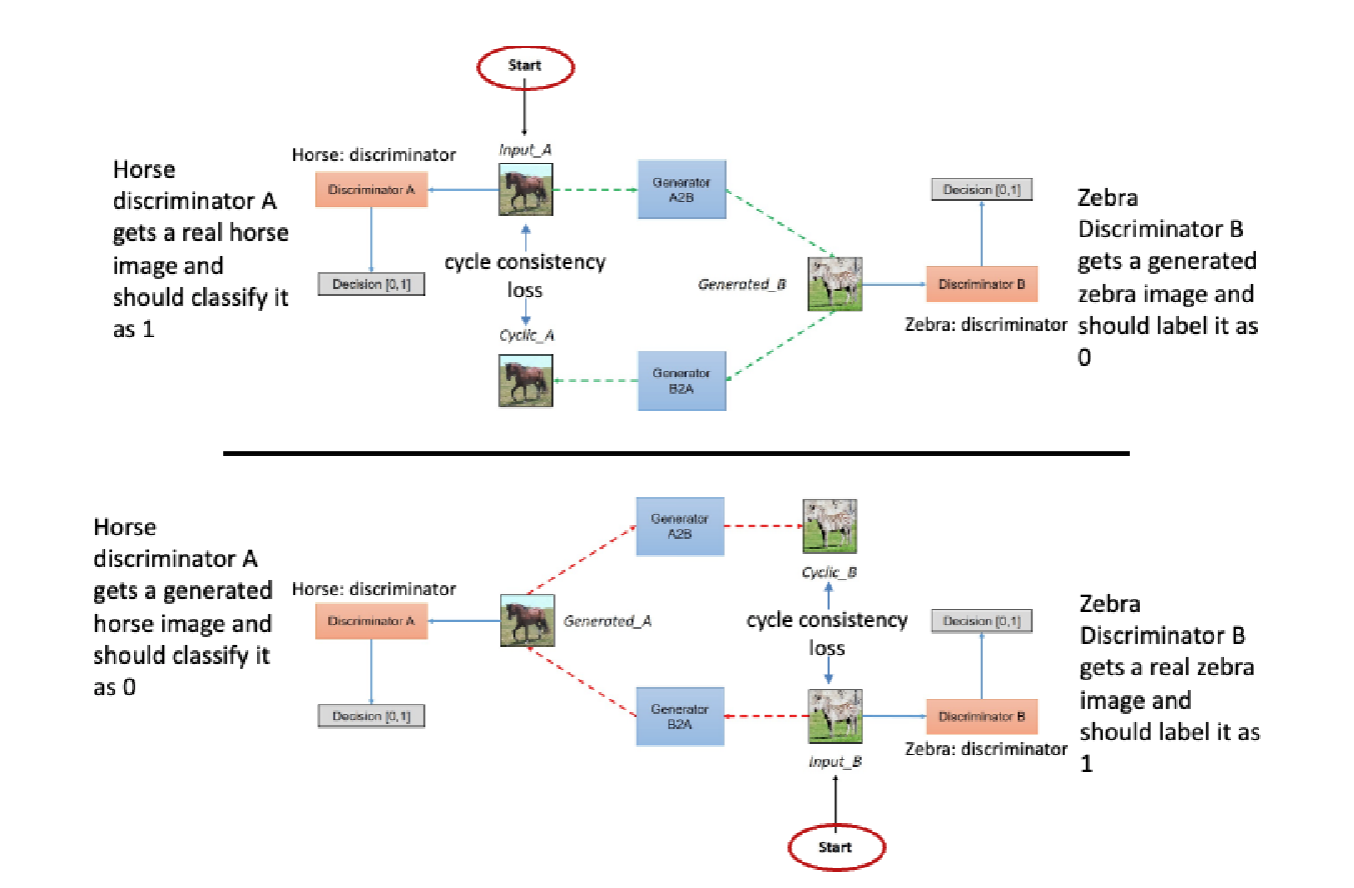 Start
Horse
discriminator A
gets a real horse
image and
should classify it
as 1
Horse: discriminator
Discriminator A
Decision [0,1]
Input_A
cycle consistency
loss
Cyclic_A
Generator
A2B
Generator
B2A
Generated_B
Decision [0,1]
Discriminator B
Zebra: discriminator
Zebra
Discriminator B
gets a generated
zebra image and
should label it as
0
Horse
discriminator A
gets a generated
horse image and
should classify it
as 0
Horse: discriminator
Discriminator A
Decision [0,1]
Generated_A
Generator
A2B
Generator
B2A
Cyclic_B
cycle consistency
loss
Input_B
Start
Decision [0,1]
Discriminator B
Zebra: discriminator
Zebra
Discriminator B
gets a real zebra
image and
should label it as
1